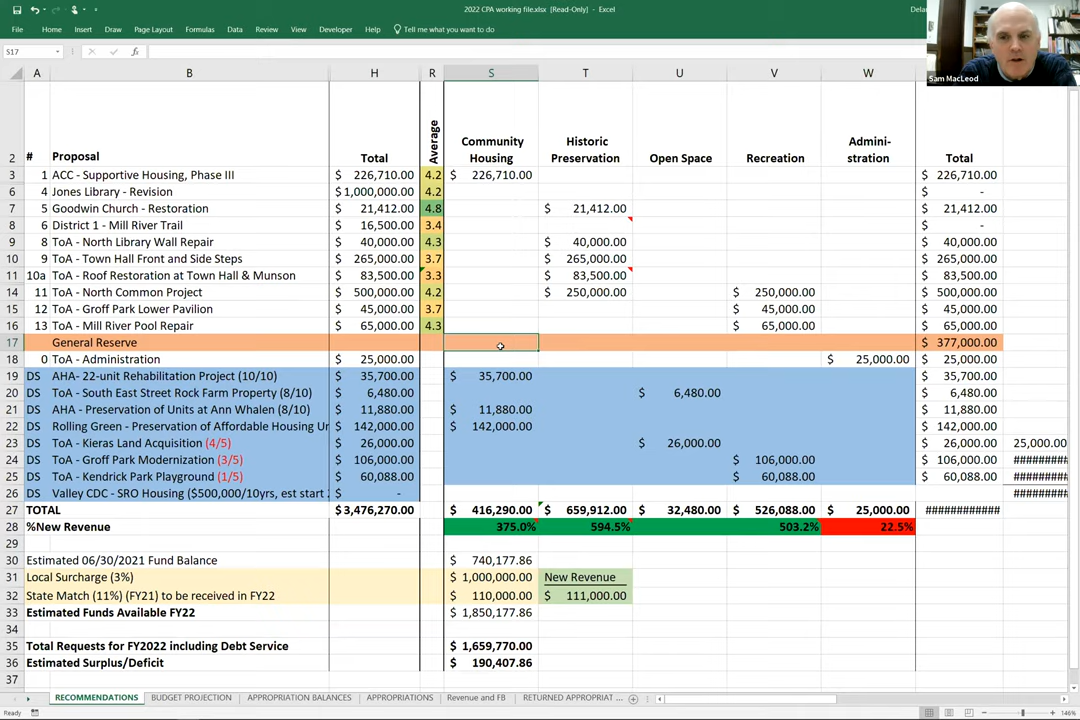 2022 CPA working file.xlsx [Read-Only] - Excel
File Home Insert Draw Page Layout Formulas Data Review View Developer Help Tell me what you want to do
Sam MacLeod
S17 fx
A B H R S T U V W
2 # Proposal Total Average Community Housing Historic Preservation Open Space Recreation Admini-stration Total
3 1 ACC - Supportive Housing, Phase III $ 226,710.00 4.2 $ 226,710.00 $ 226,710.00
6 4 Jones Library - Revision $ 1,000,000.00 4.2 $ -
7 5 Goodwin Church - Restoration $ 21,412.00 4.8 $ 21,412.00 $ 21,412.00
8 6 District 1 - Mill River Trail $ 16,500.00 3.4 $ -
9 8 ToA - North Library Wall Repair $ 40,000.00 4.3 $ 40,000.00 $ 40,000.00
10 9 ToA - Town Hall Front and Side Steps $ 265,000.00 3.7 $ 265,000.00 $ 265,000.00
11 10a ToA - Roof Restoration at Town Hall & Munson $ 83,500.00 3.3 $ 83,500.00 $ 83,500.00
14 11 ToA - North Common Project $ 500,000.00 4.2 $ 250,000.00 $ 250,000.00 $ 500,000.00
15 12 ToA - Groff Park Lower Pavilion $ 45,000.00 3.7 $ 45,000.00 $ 45,000.00
16 13 ToA - Mill River Pool Repair $ 65,000.00 4.3 $ 65,000.00 $ 65,000.00
17 General Reserve $ 377,000.00
18 0 ToA - Administration $ 25,000.00 $ 25,000.00 $ 25,000.00
19 DS AHA- 22-unit Rehabilitation Project (10/10) $ 35,700.00 $ 35,700.00 $ 35,700.00
20 DS ToA - South East Street Rock Farm Property (8/10) $ 6,480.00 $ 6,480.00 $ 6,480.00
21 DS AHA - Preservation of Units at Ann Whalen (8/10) $ 11,880.00 $ 11,880.00 $ 11,880.00
22 DS Rolling Green - Preservation of Affordable Housing Un $ 142,000.00 $ 142,000.00 $ 142,000.00
23 DS ToA - Kieras Land Acquisition (4/5) $ 26,000.00 $ 26,000.00 $ 26,000.00 25,000.00
24 DS ToA - Groff Park Modernization (3/5) $ 106,000.00 $ 106,000.00 $ 106,000.00 #########
25 DS ToA - Kendrick Park Playground (1/5) $ 60,088.00 $ 60,088.00 $ 60,088.00 #########
26 DS Valley CDC - SRO Housing ($500,000/10yrs, est start $ - #########
27 TOTAL $ 3,476,270.00 $ 416,290.00 $ 659,912.00 $ 32,480.00 $ 526,088.00 $ 25,000.00 ############
28 %New Revenue 375.0% 594.5% 503.2% 22.5%
29
30 Estimated 06/30/2021 Fund Balance $ 740,177.86
31 Local Surcharge (3%) $ 1,000,000.00 New Revenue
32 State Match (11%) (FY21) to be received in FY22 $ 110,000.00 $ 111,000.00
33 Estimated Funds Available FY22 $ 1,850,177.86
34
35 Total Requests for FY2022 including Debt Service $ 1,659,770.00
36 Estimated Surplus/Deficit $ 190,407.86
37
RECOMMENDATIONS BUDGET PROJECTION APPROPRIATION BALANCES APPROPRIATIONS Revenue and FB RETURNED APPROPRIAT ...
Ready 146%